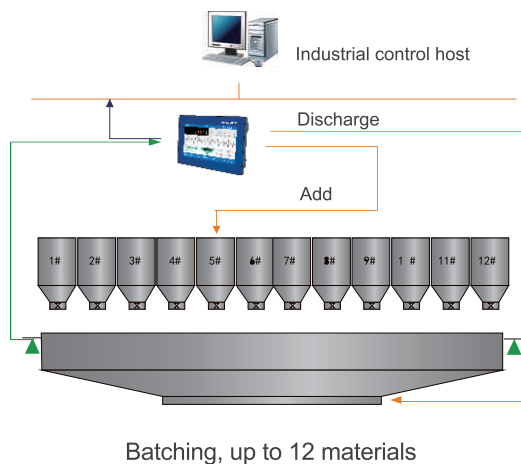 Industrial control host
Discharge
Add
1# 2# 3# 4# 5# 6# 7# 8# 9# 1 # 11# 12#
Batching, up to 12 materials